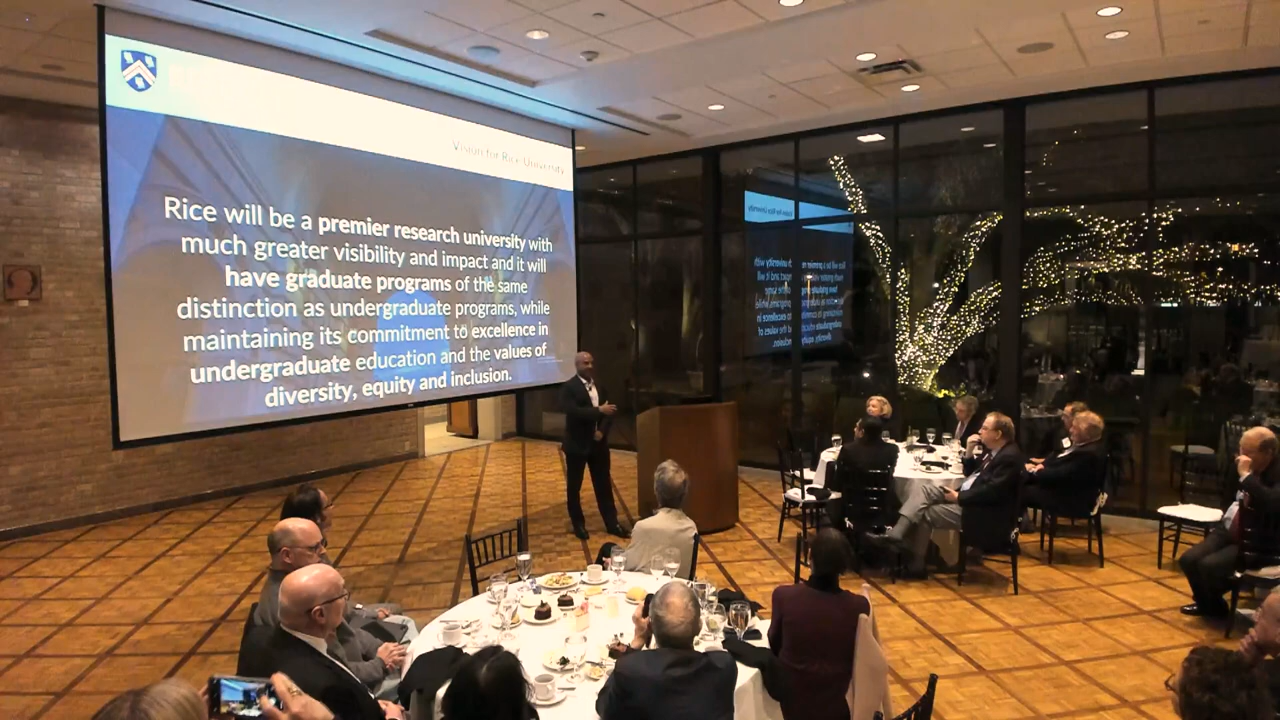 Vision for Rice University
Rice will be a premier research university with
much greater visibility and impact and it will
have graduate programs of the same
distinction as undergraduate programs, while
maintaining its commitment to excellence in
undergraduate education and the values of
diversity, equity and inclusion.